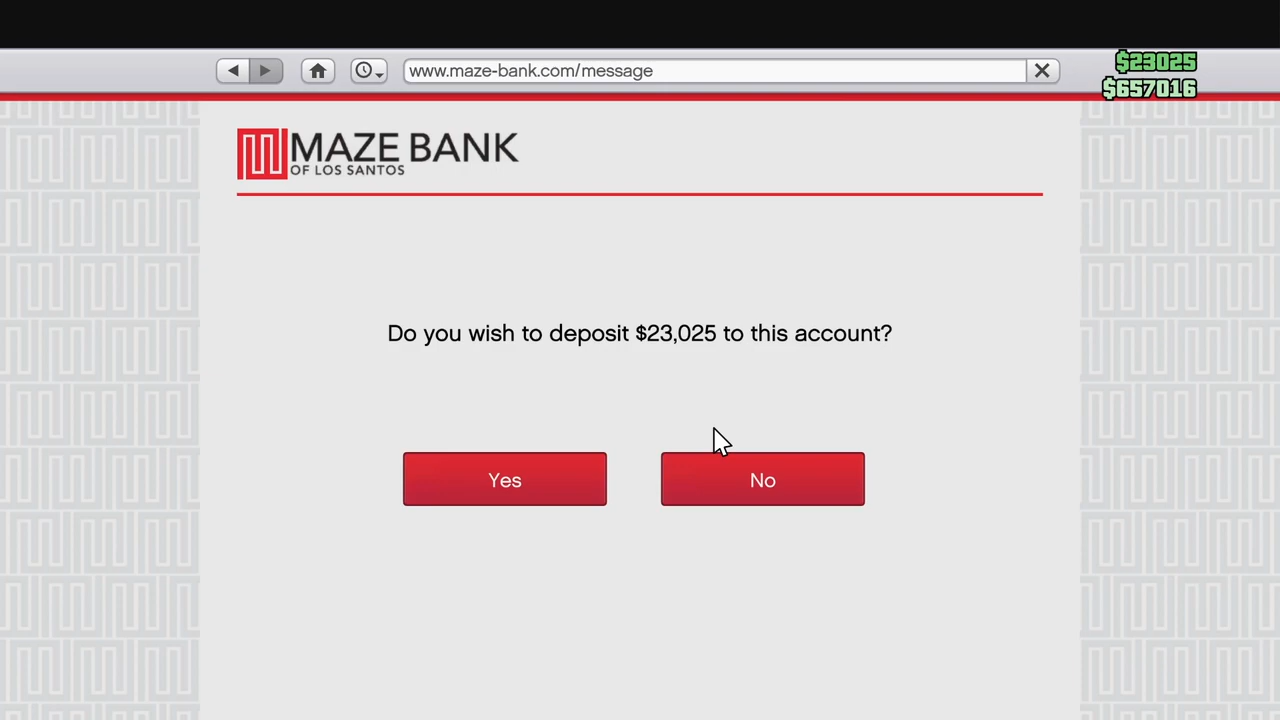 www.maze-bank.com/message
$23025
$657016
MAZE BANK
OF LOS SANTOS
Do you wish to deposit $23,025 to this account?
Yes
No